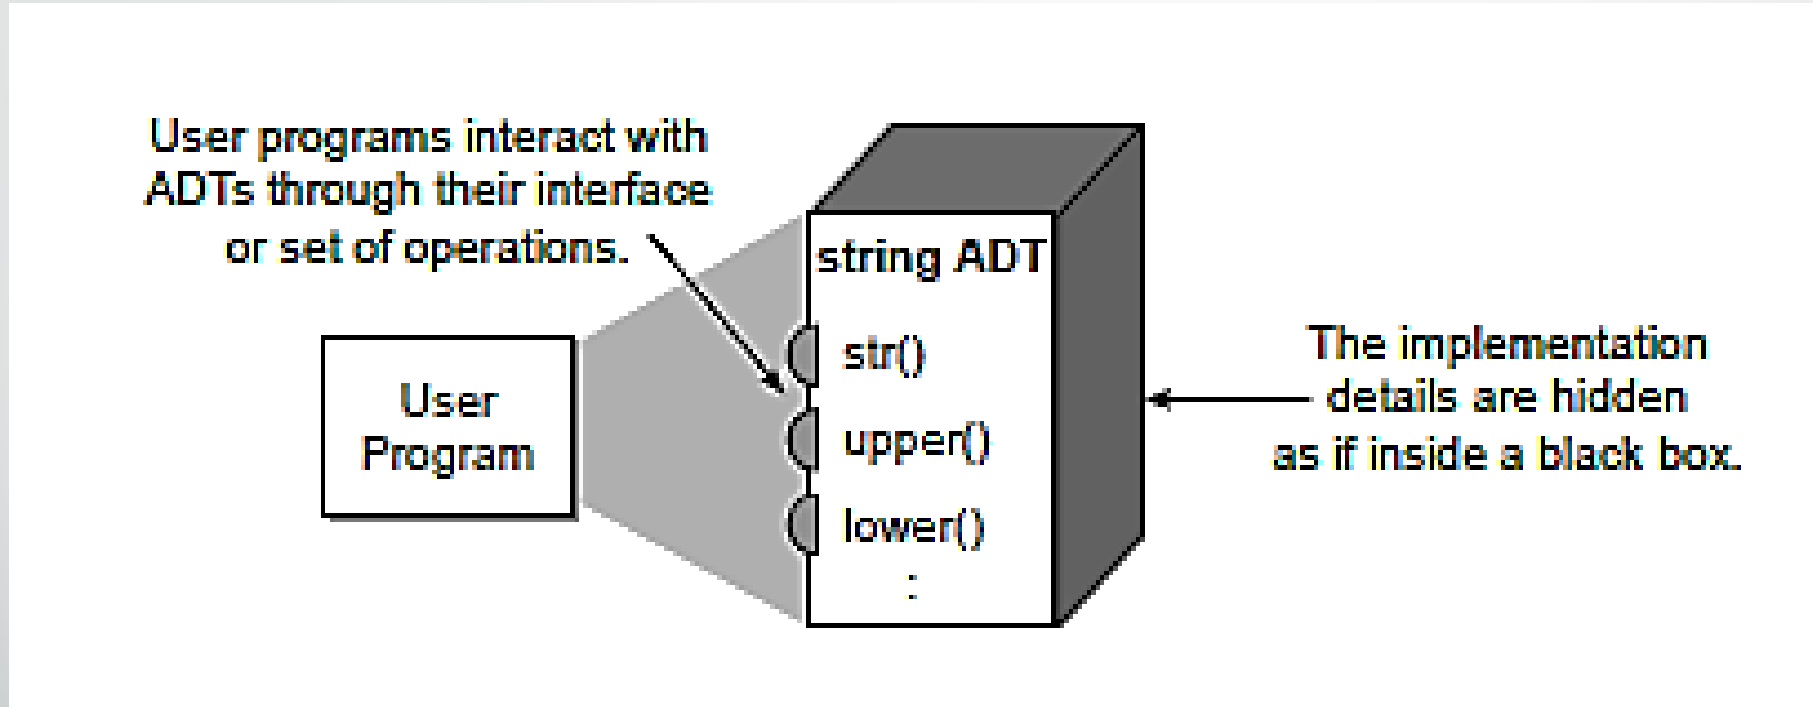 User programs interact with
ADTs through their interface
or set of operations.
string ADT
str()
upper()
lower()
:
User
Program
The implementation
details are hidden
as if inside a black box.